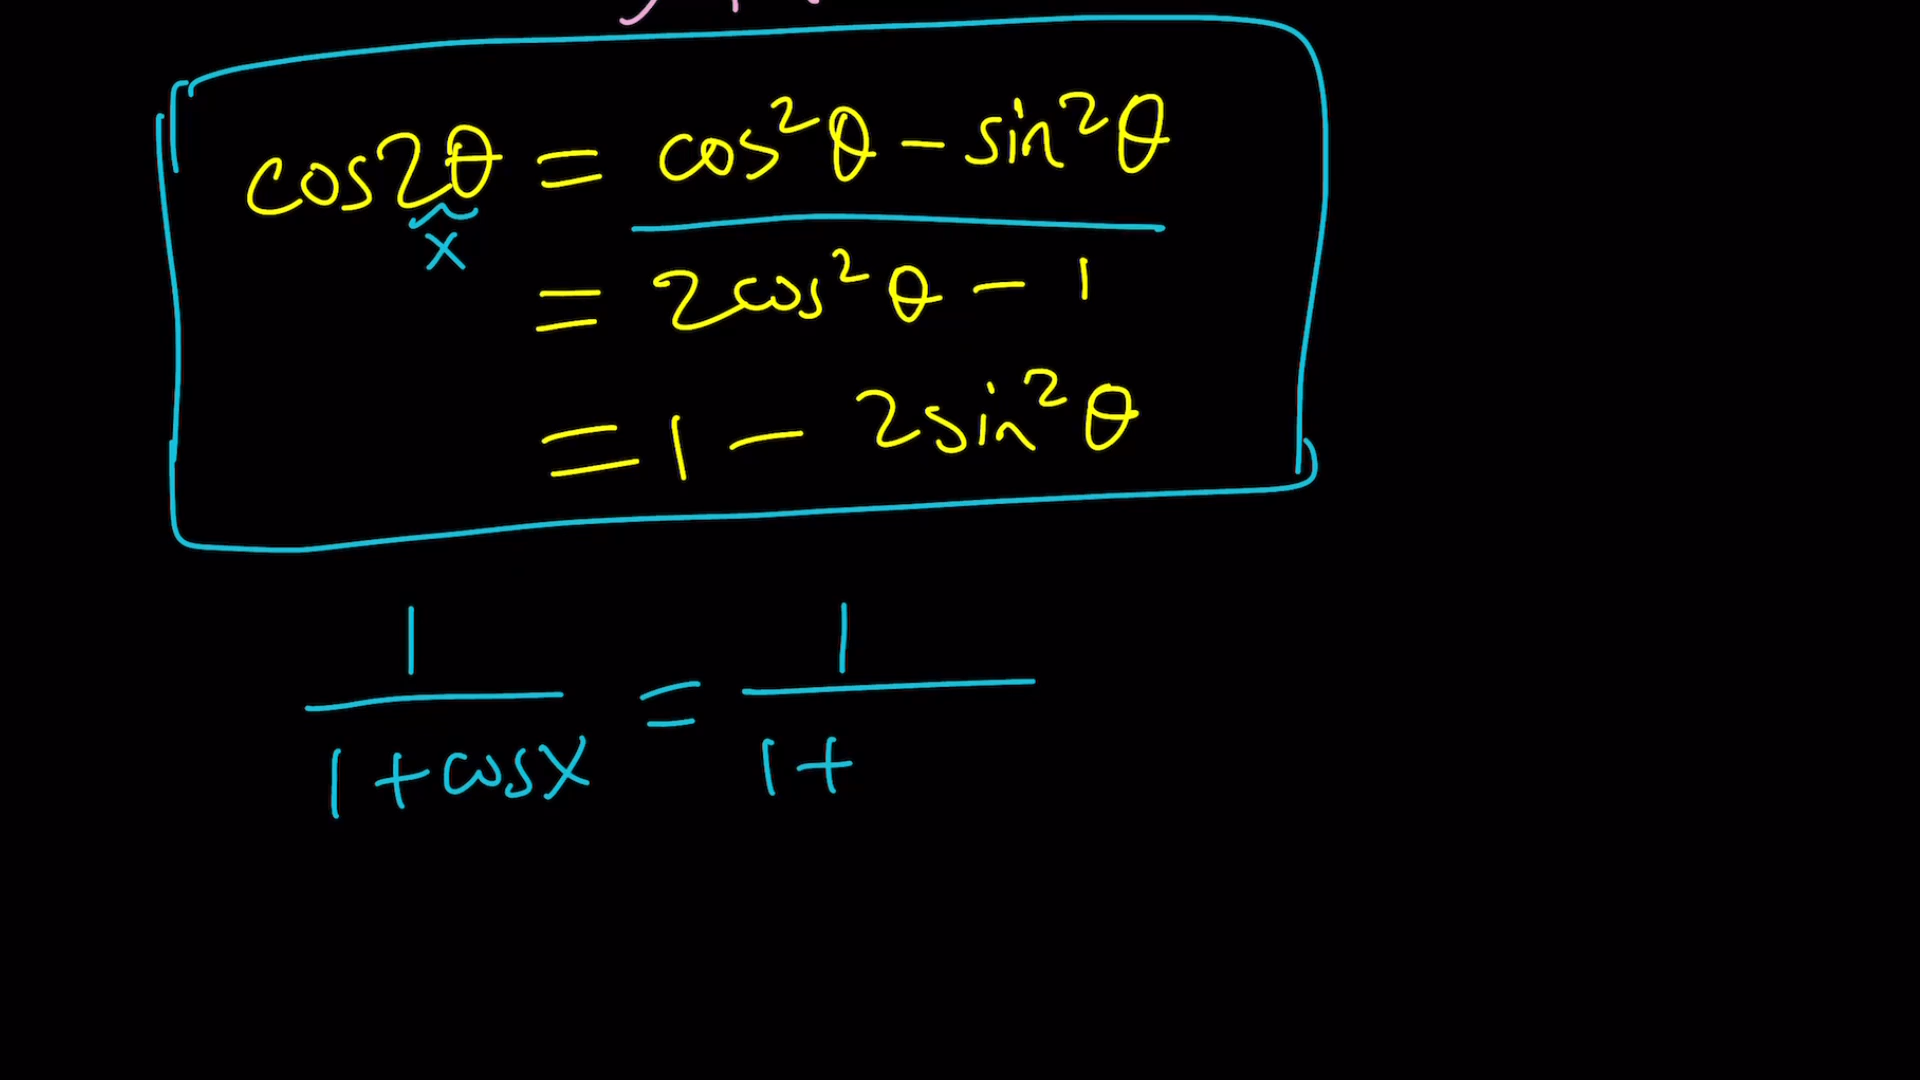 cos2θ = cos²θ - sin²θ
x
= 2cos²θ - 1
= 1 - 2sin²θ
1/(1+cosx) = 1/(1+